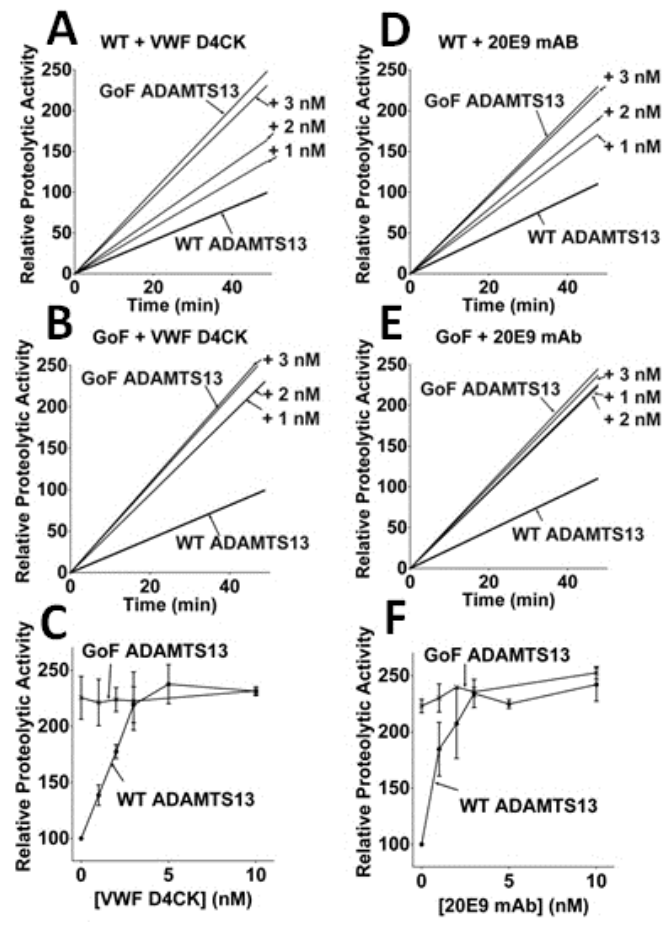 A
WT + VWF D4CK
Relative Proteolytic Activity
250
200
150
100
50
0
GoF ADAMTS13
+ 3 nM
+ 2 nM
+ 1 nM
WT ADAMTS13
0 20 40
Time (min)
D
WT + 20E9 mAB
Relative Proteolytic Activity
250
200
150
100
50
0
GoF ADAMTS13
+ 3 nM
+ 2 nM
+ 1 nM
WT ADAMTS13
0 20 40
Time (min)
B
GoF + VWF D4CK
Relative Proteolytic Activity
250
200
150
100
50
0
GoF ADAMTS13
+ 3 nM
+ 2 nM
+ 1 nM
WT ADAMTS13
0 20 40
Time (min)
E
GoF + 20E9 mAb
Relative Proteolytic Activity
250
200
150
100
50
0
GoF ADAMTS13
+ 3 nM
+ 1 nM
+ 2 nM
WT ADAMTS13
0 20 40
Time (min)
C
Relative Proteolytic Activity
250
200
150
100
GoF ADAMTS13
WT ADAMTS13
0 5 10
[VWF D4CK] (nM)
F
Relative Proteolytic Activity
250
200
150
100
GoF ADAMTS13
WT ADAMTS13
0 5 10
[20E9 mAb] (nM)